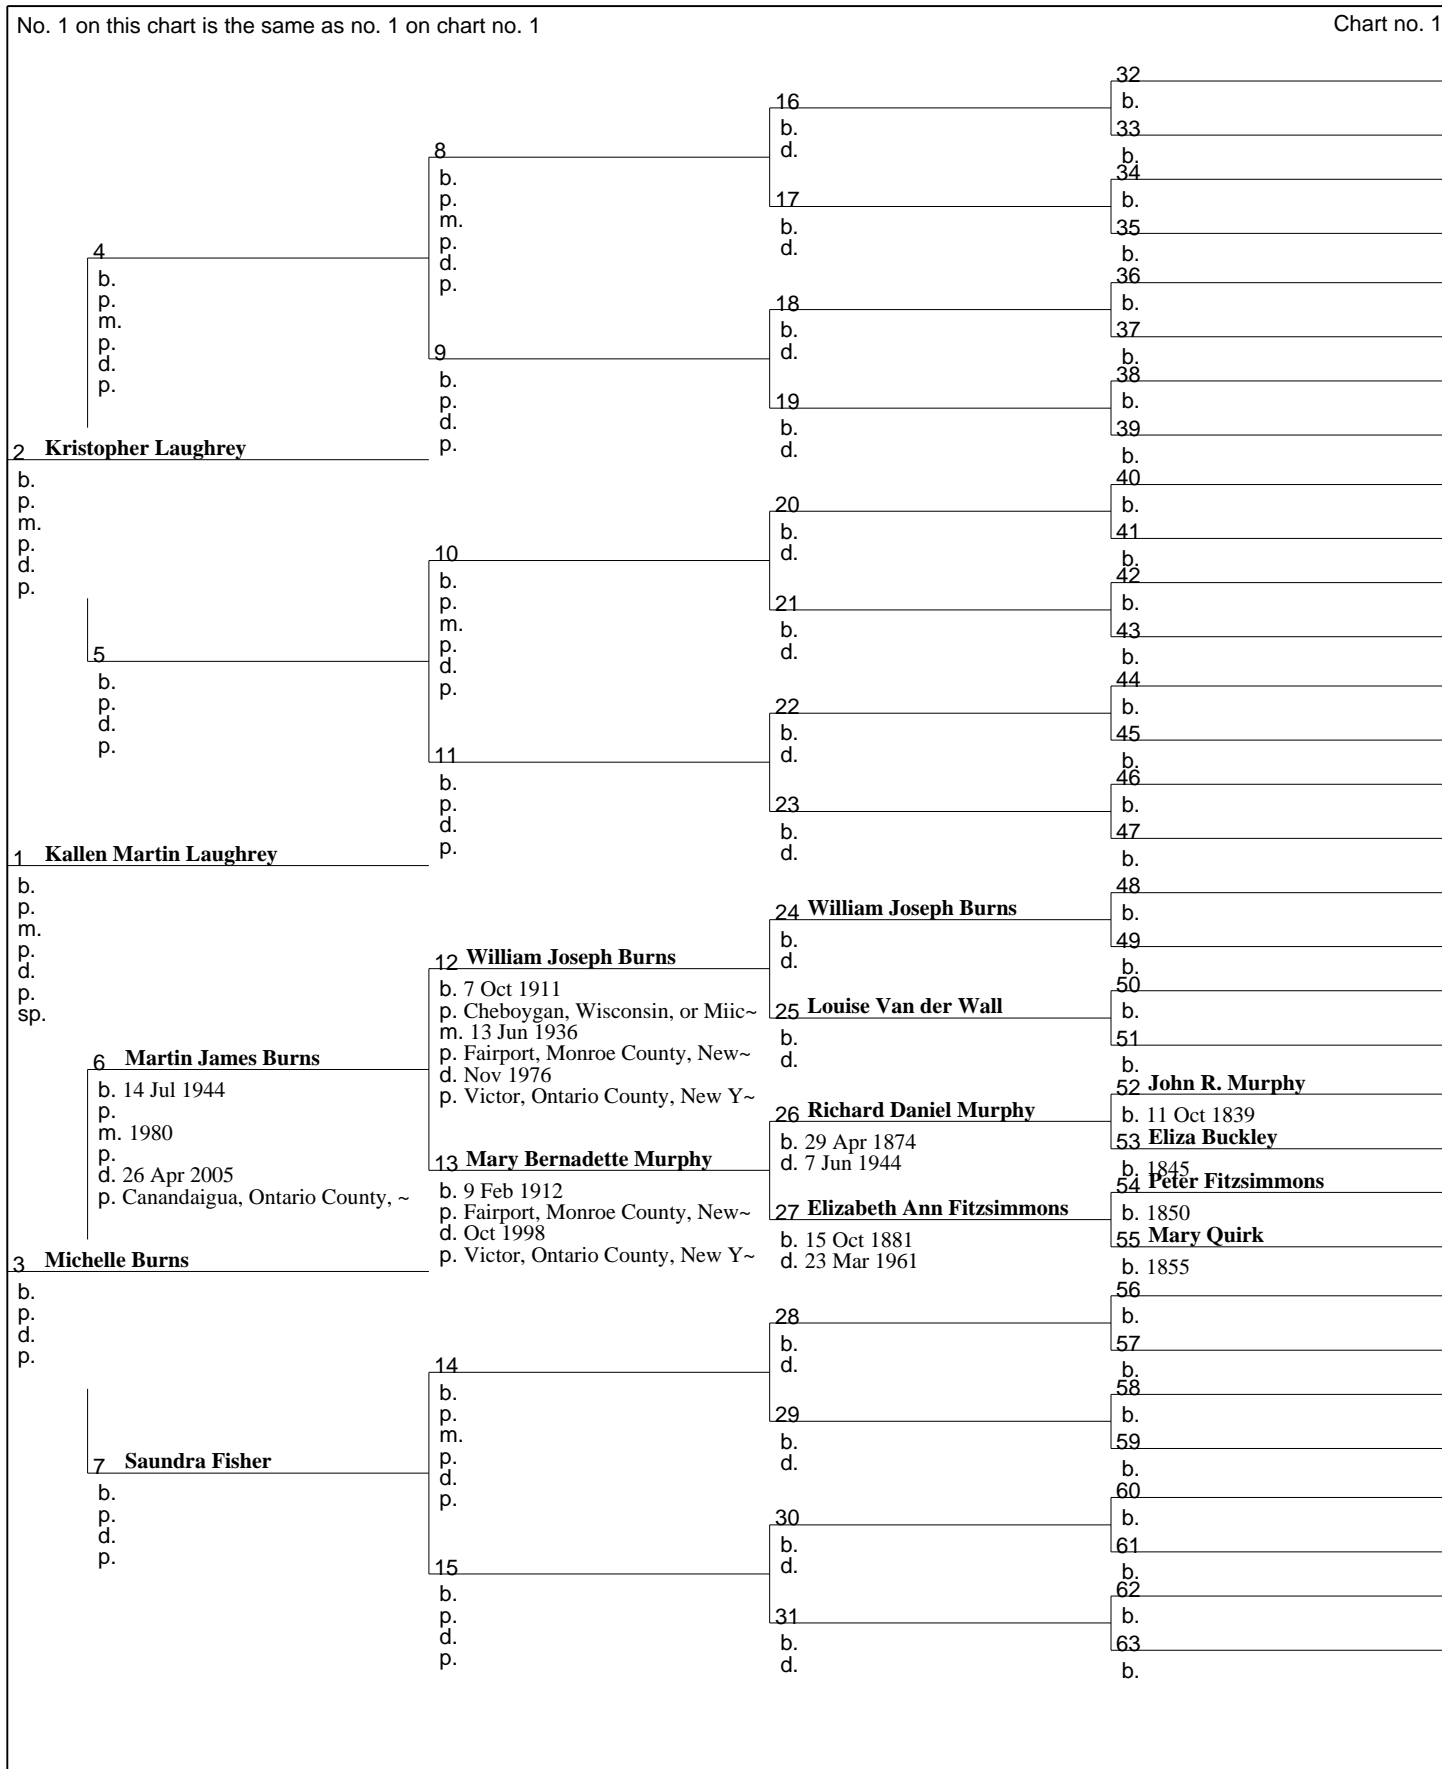 No. 1 on this chart is the same as no. 1 on chart no. 1
Chart no. 1
2 Kristopher Laughrey
b.
p.
m.
p.
d.
p.
1 Kallen Martin Laughrey
b.
p.
m.
p.
d.
p.
sp.
3 Michelle Burns
b.
p.
d.
p.
4
b.
p.
m.
p.
d.
p.
5
b.
p.
d.
p.
6 Martin James Burns
b. 14 Jul 1944
p.
m. 1980
p.
d. 26 Apr 2005
p. Canandaigua, Ontario County, ~
7 Saundra Fisher
b.
p.
d.
p.
8
b.
p.
m.
p.
d.
p.
9
b.
p.
d.
p.
10
b.
p.
m.
p.
d.
p.
11
b.
p.
d.
p.
12 William Joseph Burns
b. 7 Oct 1911
p. Cheboygan, Wisconsin, or Miic~
m. 13 Jun 1936
p. Fairport, Monroe County, New~
d. Nov 1976
p. Victor, Ontario County, New Y~
13 Mary Bernadette Murphy
b. 9 Feb 1912
p. Fairport, Monroe County, New~
d. Oct 1998
p. Victor, Ontario County, New Y~
14
b.
p.
m.
p.
d.
p.
15
b.
p.
d.
p.
16
b.
d.
17
b.
d.
18
b.
d.
19
b.
d.
20
b.
d.
21
b.
d.
22
b.
d.
23
b.
d.
24 William Joseph Burns
b.
d.
25 Louise Van der Wall
b.
d.
26 Richard Daniel Murphy
b. 29 Apr 1874
d. 7 Jun 1944
27 Elizabeth Ann Fitzsimmons
b. 15 Oct 1881
d. 23 Mar 1961
28
b.
d.
29
b.
d.
30
b.
d.
31
b.
d.
32
b.
33
b.
34
b.
35
b.
36
b.
37
b.
38
b.
39
b.
40
b.
41
b.
42
b.
43
b.
44
b.
45
b.
46
b.
47
b.
48
b.
49
b.
50
b.
51
b.
52 John R. Murphy
b. 11 Oct 1839
53 Eliza Buckley
b. 1845
54 Peter Fitzsimmons
b. 1850
55 Mary Quirk
b. 1855
56
b.
57
b.
58
b.
59
b.
60
b.
61
b.
62
b.
63
b.